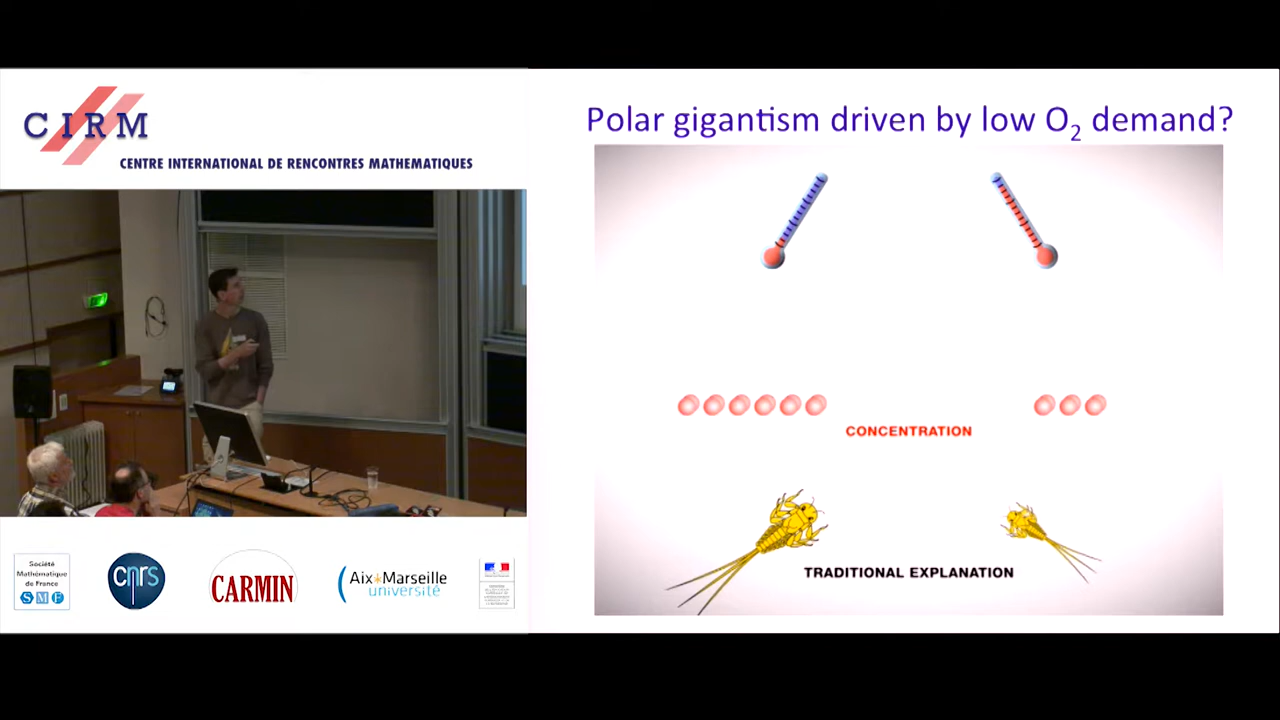 CIRM
CENTRE INTERNATIONAL DE RENCONTRES MATHEMATIQUES
Polar gigantism driven by low O₂ demand?
CONCENTRATION
TRADITIONAL EXPLANATION
Société
Mathématique
de France
SMF
cnrs
CARMIN
Aix*Marseille
université